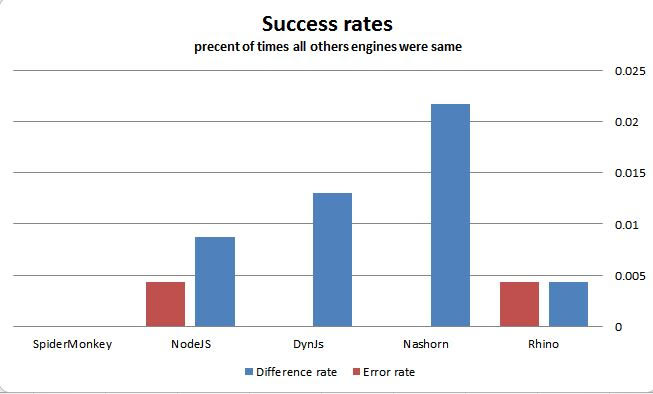 Success rates
precent of times all others engines were same
0.025
0.02
0.015
0.01
0.005
0
SpiderMonkey NodeJS DynJs Nashorn Rhino
Difference rate Error rate